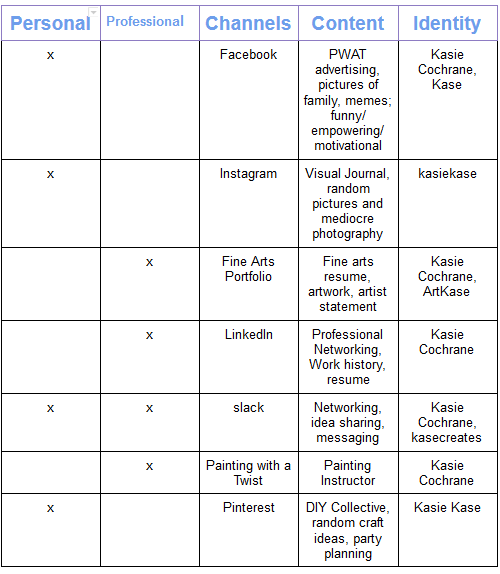 Personal Professional Channels Content Identity
x Facebook PWAT Kasie
advertising, Cochrane,
pictures of Kase
family, memes;
funny/
empowering/
motivational
x Instagram Visual Journal, kasiekase
random
pictures and
mediocre
photography
x Fine Arts Fine arts Kasie
Portfolio resume, Cochrane,
artwork, artist ArtKase
statement
x LinkedIn Professional Kasie
Networking, Cochrane
Work history,
resume
x x slack Networking, Kasie
idea sharing, Cochrane,
messaging kasecreates
x Painting with a Painting Kasie
Twist Instructor Cochrane
x Pinterest DIY Collective, Kasie Kase
random craft
ideas, party
planning